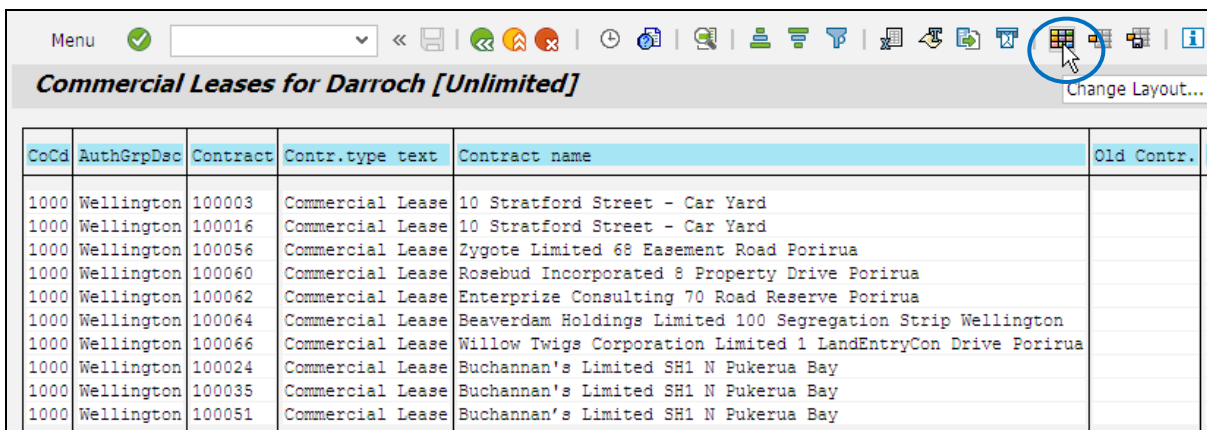 Menu
Commercial Leases for Darroch [Unlimited]
Change Layout...
CoCd AuthGrpDsc Contract Contr.type text Contract name Old Contr.
1000 Wellington 100003 Commercial Lease 10 Stratford Street - Car Yard
1000 Wellington 100016 Commercial Lease 10 Stratford Street - Car Yard
1000 Wellington 100056 Commercial Lease Zygote Limited 68 Easement Road Porirua
1000 Wellington 100060 Commercial Lease Rosebud Incorporated 8 Property Drive Porirua
1000 Wellington 100062 Commercial Lease Enterprize Consulting 70 Road Reserve Porirua
1000 Wellington 100064 Commercial Lease Beaverdam Holdings Limited 100 Segregation Strip Wellington
1000 Wellington 100066 Commercial Lease Willow Twigs Corporation Limited 1 LandEntryCon Drive Porirua
1000 Wellington 100024 Commercial Lease Buchannan's Limited SH1 N Pukerua Bay
1000 Wellington 100035 Commercial Lease Buchannan's Limited SH1 N Pukerua Bay
1000 Wellington 100051 Commercial Lease Buchannan’s Limited SH1 N Pukerua Bay